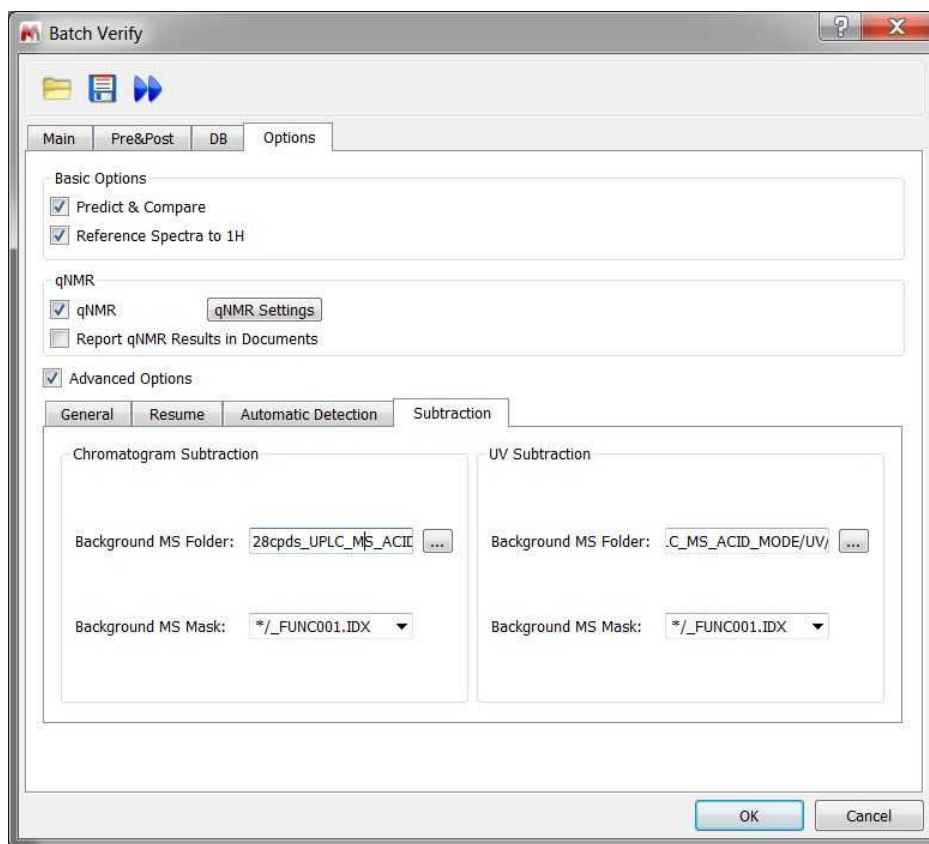 Batch Verify
Main Pre&Post DB Options
Basic Options
Predict & Compare
Reference Spectra to 1H
qNMR
qNMR qNMR Settings
Report qNMR Results in Documents
Advanced Options
General Resume Automatic Detection Subtraction
Chromatogram Subtraction UV Subtraction
Background MS Folder: 28cpds_UPLC_MS_ACID ... Background MS Folder: .C_MS_ACID_MODE/UV/ ...
Background MS Mask: */_FUNC001.IDX Background MS Mask: */_FUNC001.IDX
OK Cancel